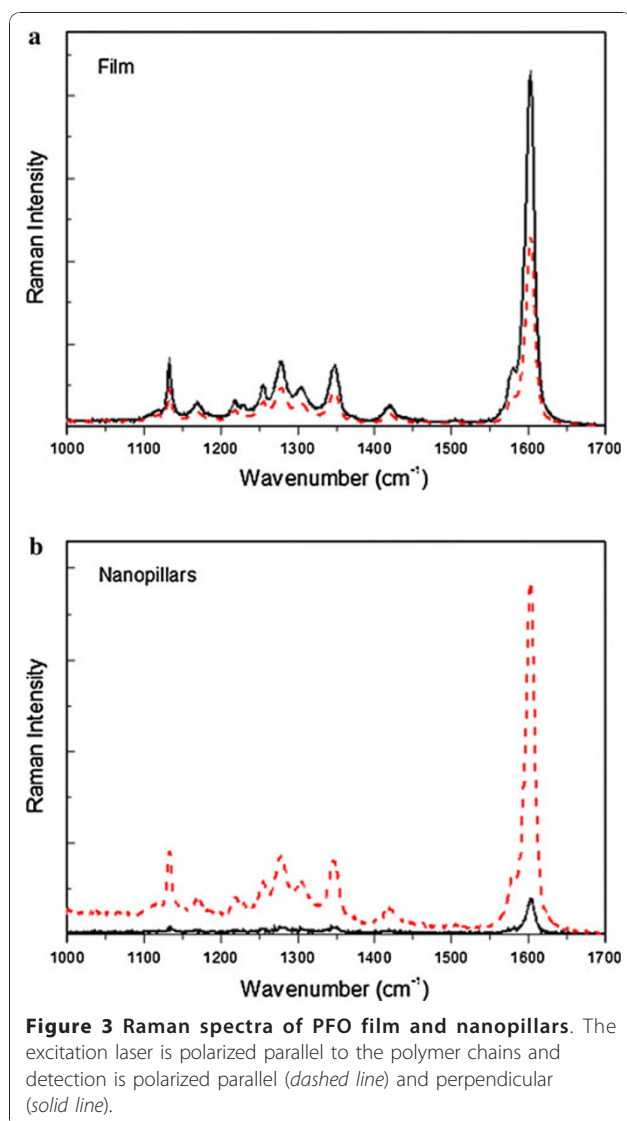 a
Film
Raman Intensity
1000 1100 1200 1300 1400 1500 1600 1700
Wavenumber (cm⁻¹)
b
Nanopillars
Raman Intensity
1000 1100 1200 1300 1400 1500 1600 1700
Wavenumber (cm⁻¹)
Figure 3 Raman spectra of PFO film and nanopillars. The
excitation laser is polarized parallel to the polymer chains and
detection is polarized parallel (dashed line) and perpendicular
(solid line).